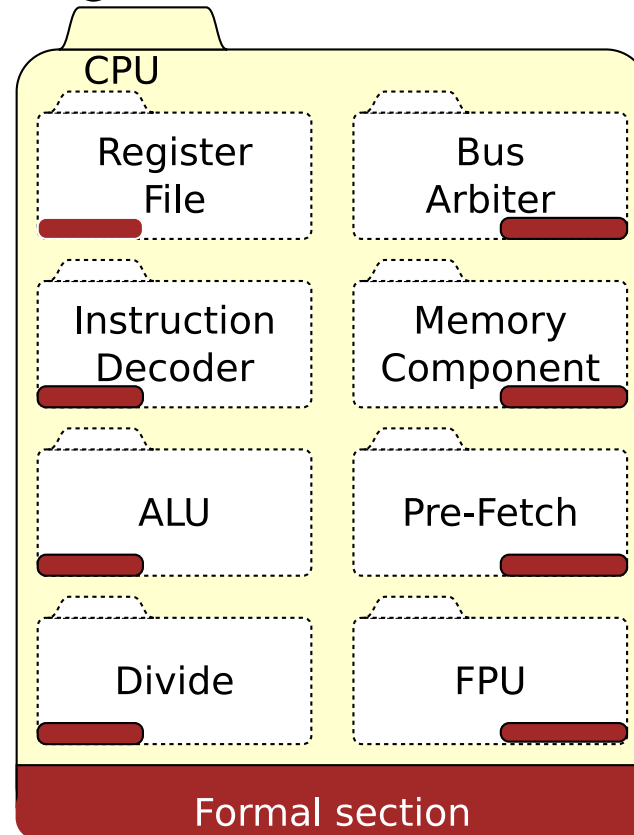 CPU
Register
File
Bus
Arbiter
Instruction
Decoder
Memory
Component
ALU
Pre-Fetch
Divide
FPU
Formal section